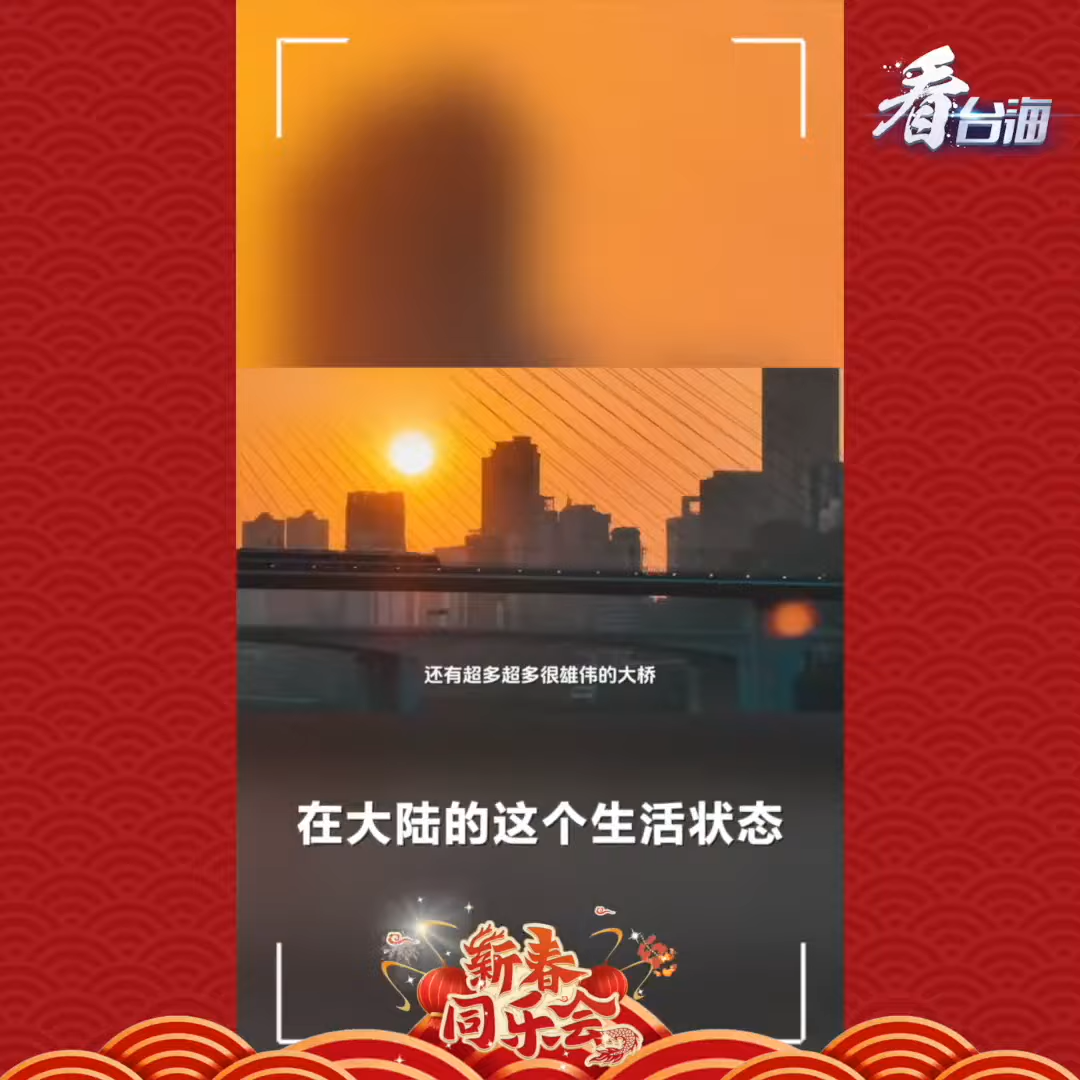 看台海
还有超多超多很雄伟的大桥
在大陆的这个生活状态
新春
同乐会